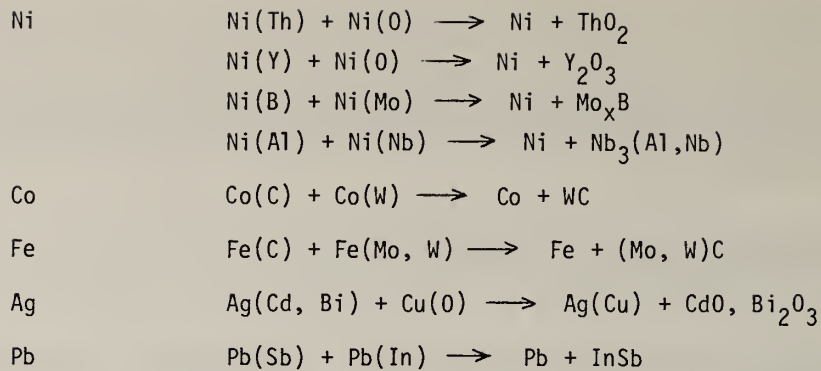 Ni Ni(Th) + Ni(O) ⟶ Ni + ThO₂
Ni(Y) + Ni(O) ⟶ Ni + Y₂O₃
Ni(B) + Ni(Mo) ⟶ Ni + MoₓB
Ni(Al) + Ni(Nb) ⟶ Ni + Nb₃(Al,Nb)
Co Co(C) + Co(W) ⟶ Co + WC
Fe Fe(C) + Fe(Mo, W) ⟶ Fe + (Mo, W)C
Ag Ag(Cd, Bi) + Cu(O) ⟶ Ag(Cu) + CdO, Bi₂O₃
Pb Pb(Sb) + Pb(In) ⟶ Pb + InSb